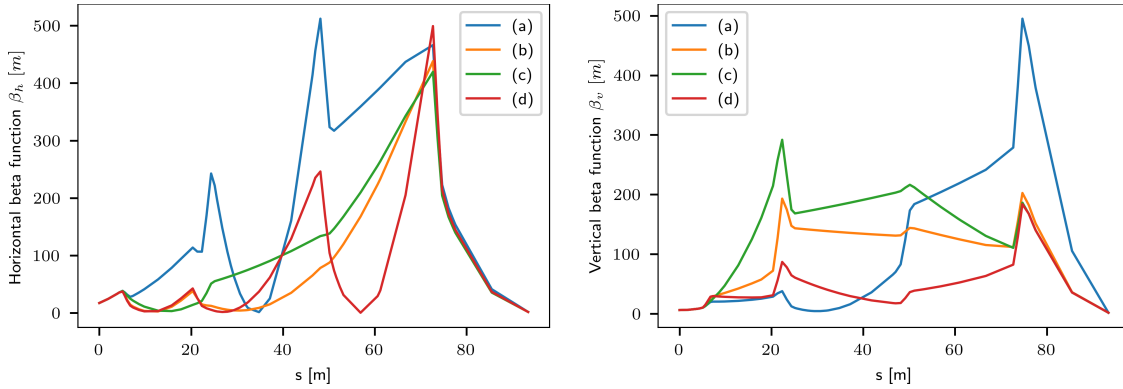 Horizontal beta function β_h [m]
500
400
300
200
100
0
0
20
40
60
80
s [m]
(a)
(b)
(c)
(d)
Vertical beta function β_v [m]
500
400
300
200
100
0
0
20
40
60
80
s [m]
(a)
(b)
(c)
(d)